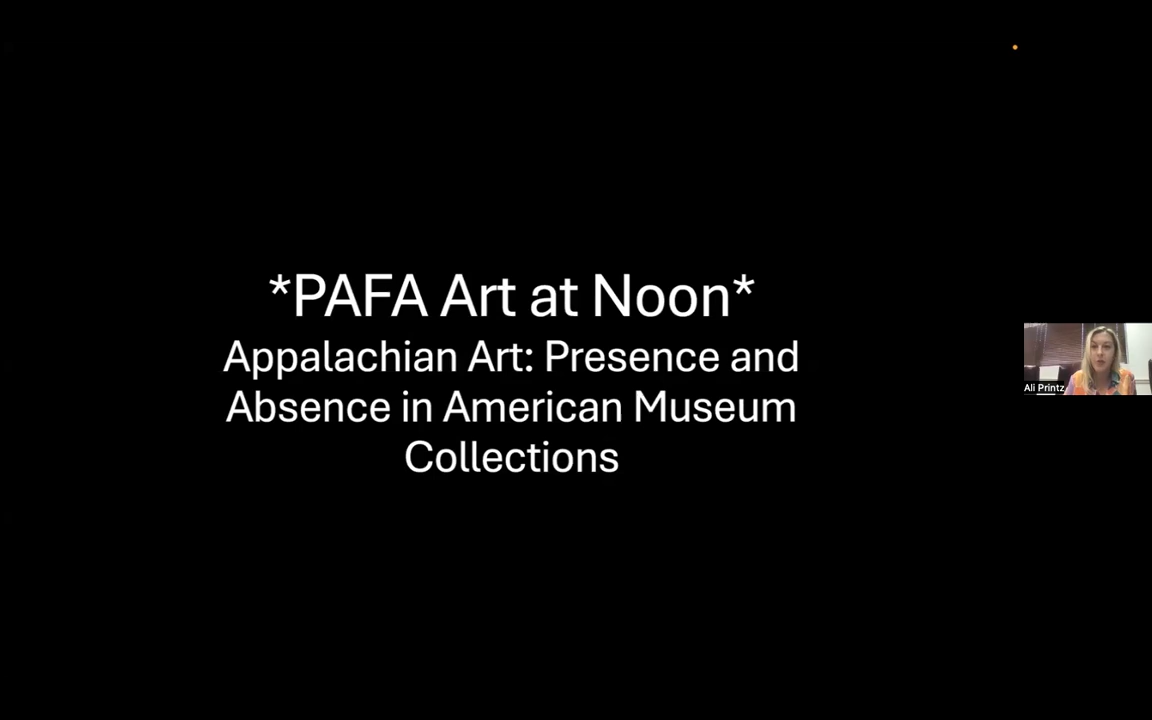 *PAFA Art at Noon*
Appalachian Art: Presence and
Absence in American Museum
Collections
Ali Printz